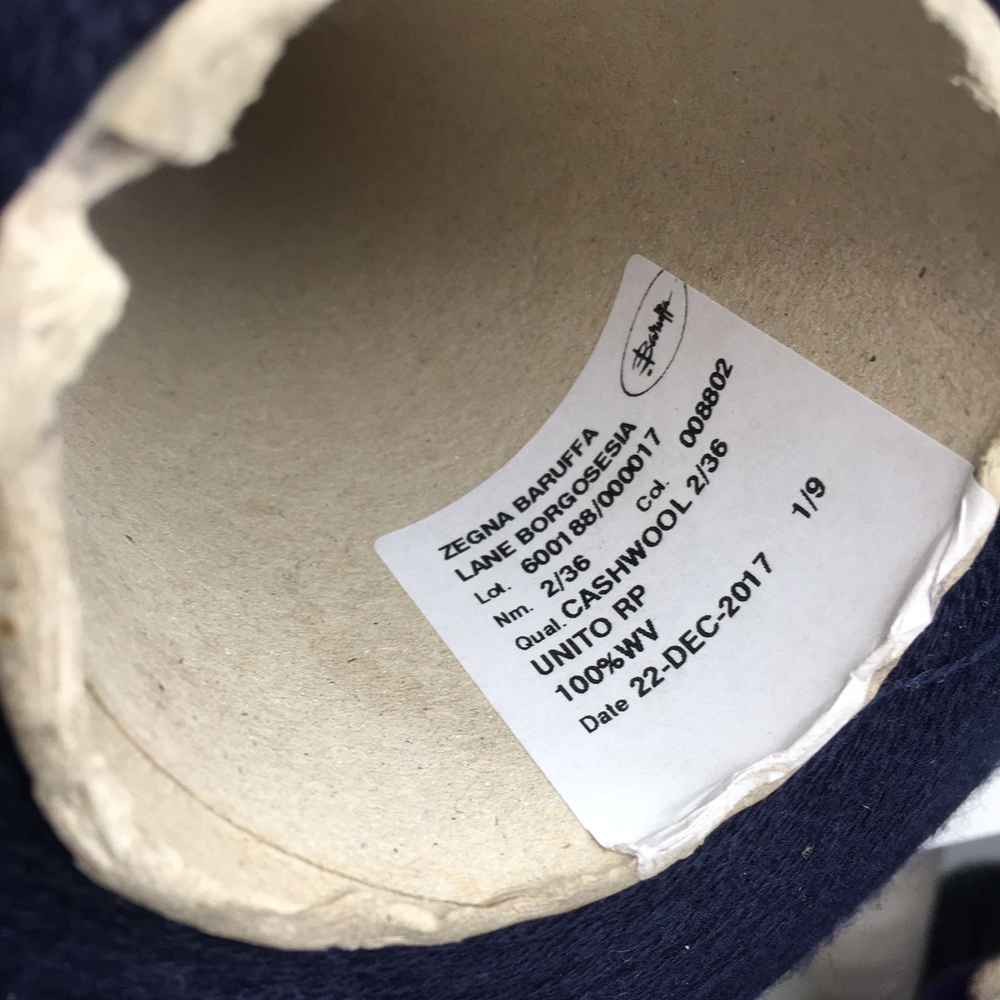 Baruffa
ZEGNA BARUFFA
LANE BORGOSESIA
Lot. 600188/000017
Nm. 2/36 Col. 008802
Qual. CASHWOOL 2/36
UNITO RP
100%WV 1/9
Date 22-DEC-2017